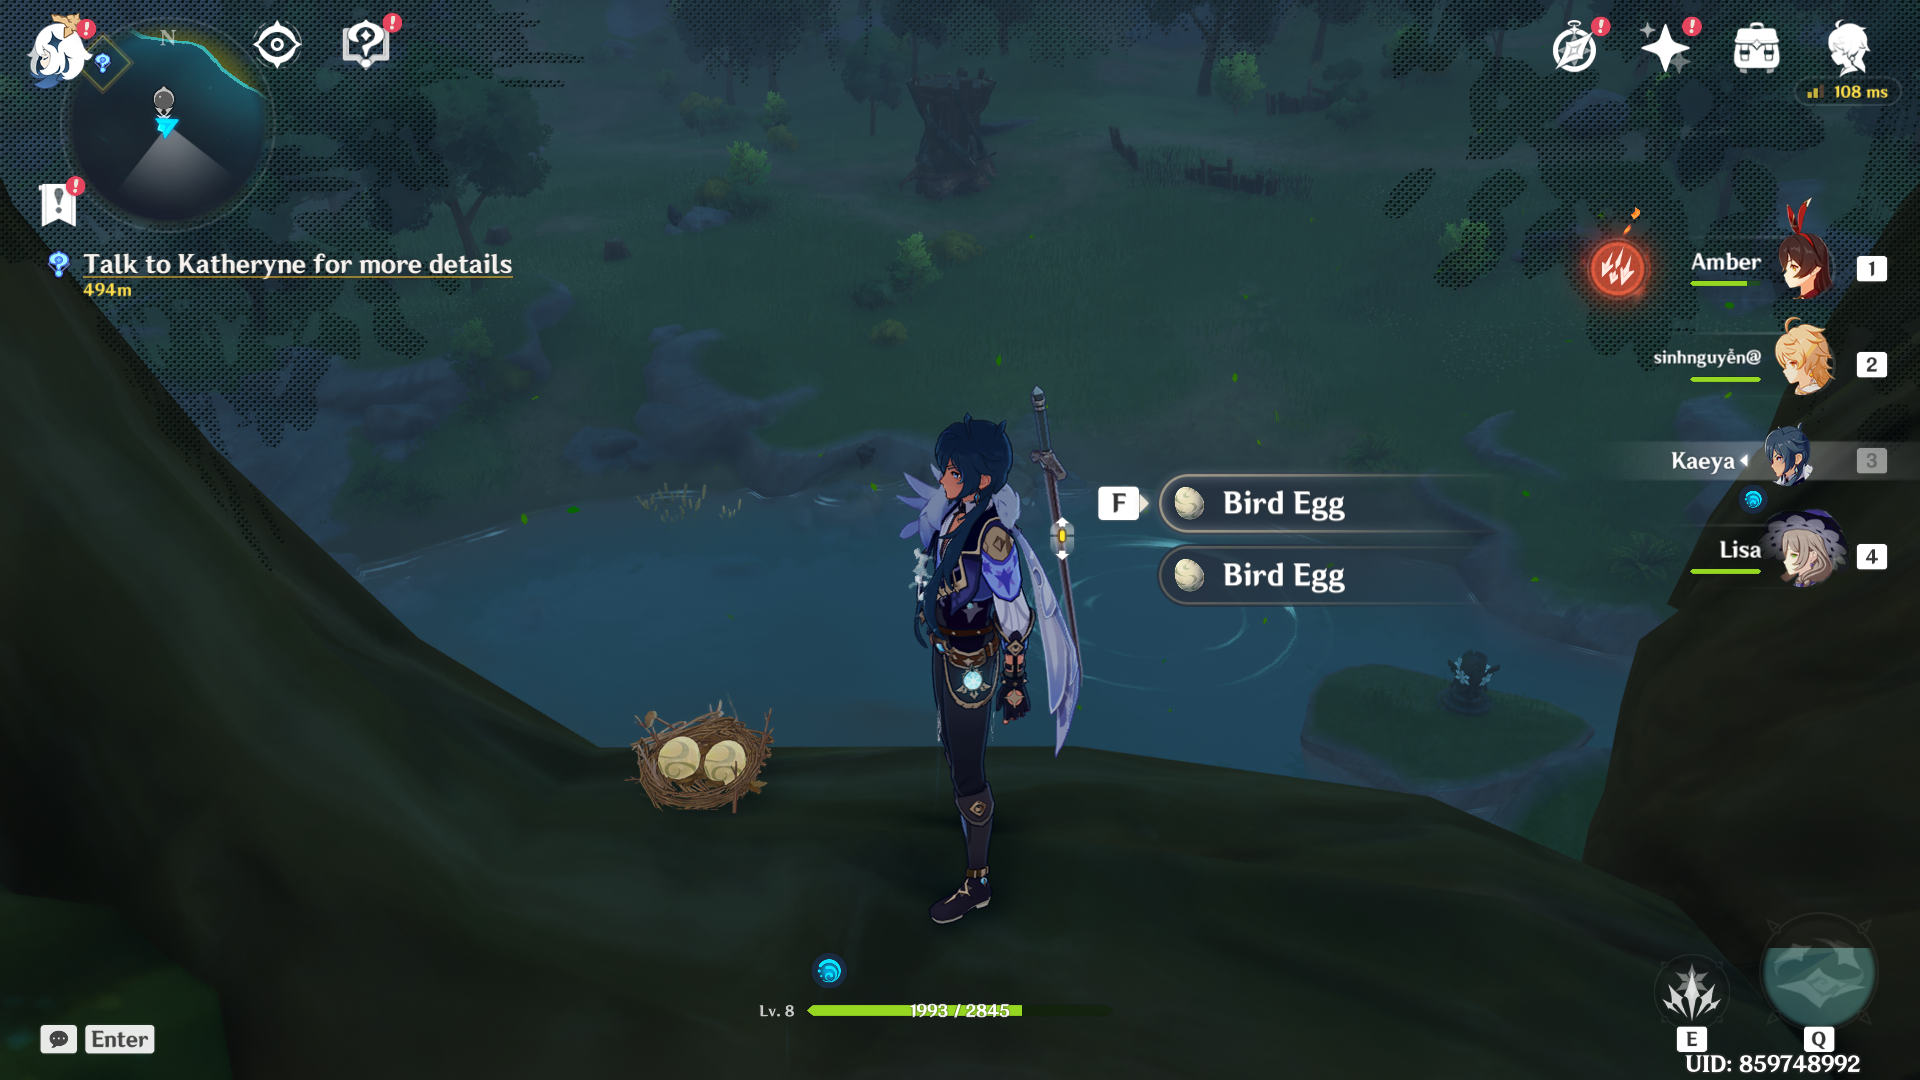 N
108 ms
Talk to Katheryne for more details
494m
Amber
1
sinhnguyễn@
2
Kaeya
3
Lisa
4
F
Bird Egg
Bird Egg
Lv. 8
1993 / 2845
Enter
E
Q
UID: 859748992